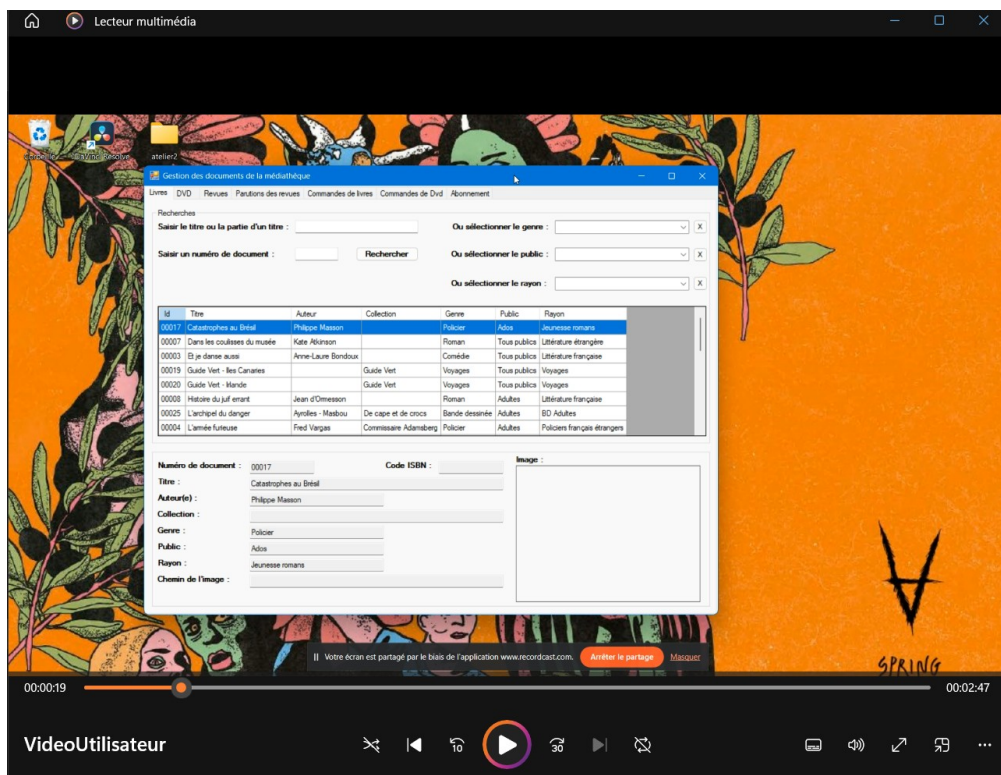 Lecteur multimédia
Corbeille DaVinci Resolve atelier2
Gestion des documents de la médiathèque
Livres DVD Revues Parutions des revues Commandes de livres Commandes de Dvd Abonnement
Recherches
Saisir le titre ou la partie d'un titre : Ou sélectionner le genre : X
Saisir un numéro de document : Rechercher Ou sélectionner le public : X
Ou sélectionner le rayon : X
Id Titre Auteur Collection Genre Public Rayon
00017 Catastrophes au Brésil Philippe Masson Policier Ados Jeunesse romans
00007 Dans les coulisses du musée Kate Atkinson Roman Tous publics Littérature étrangère
00003 Et je danse aussi Anne-Laure Bondoux Comédie Tous publics Littérature française
00019 Guide Vert - Iles Canaries Guide Vert Voyages Tous publics Voyages
00020 Guide Vert - Irlande Guide Vert Voyages Tous publics Voyages
00008 Histoire du juif errant Jean d'Ormesson Roman Adultes Littérature française
00025 L'archipel du danger Ayrolles - Masbou De cape et de crocs Bande dessinée Adultes BD Adultes
00004 L'armée furieuse Fred Vargas Commissaire Adamsberg Policier Adultes Policiers français étrangers
Numéro de document : 00017 Code ISBN : Image :
Titre : Catastrophes au Brésil
Auteur(e) : Philippe Masson
Collection :
Genre : Policier
Public : Ados
Rayon : Jeunesse romans
Chemin de l'image :
Votre écran est partagé par le biais de l'application www.recordcast.com. Arrêter le partage Masquer
SPRING
00:00:19 00:02:47
VideoUtilisateur 10 30